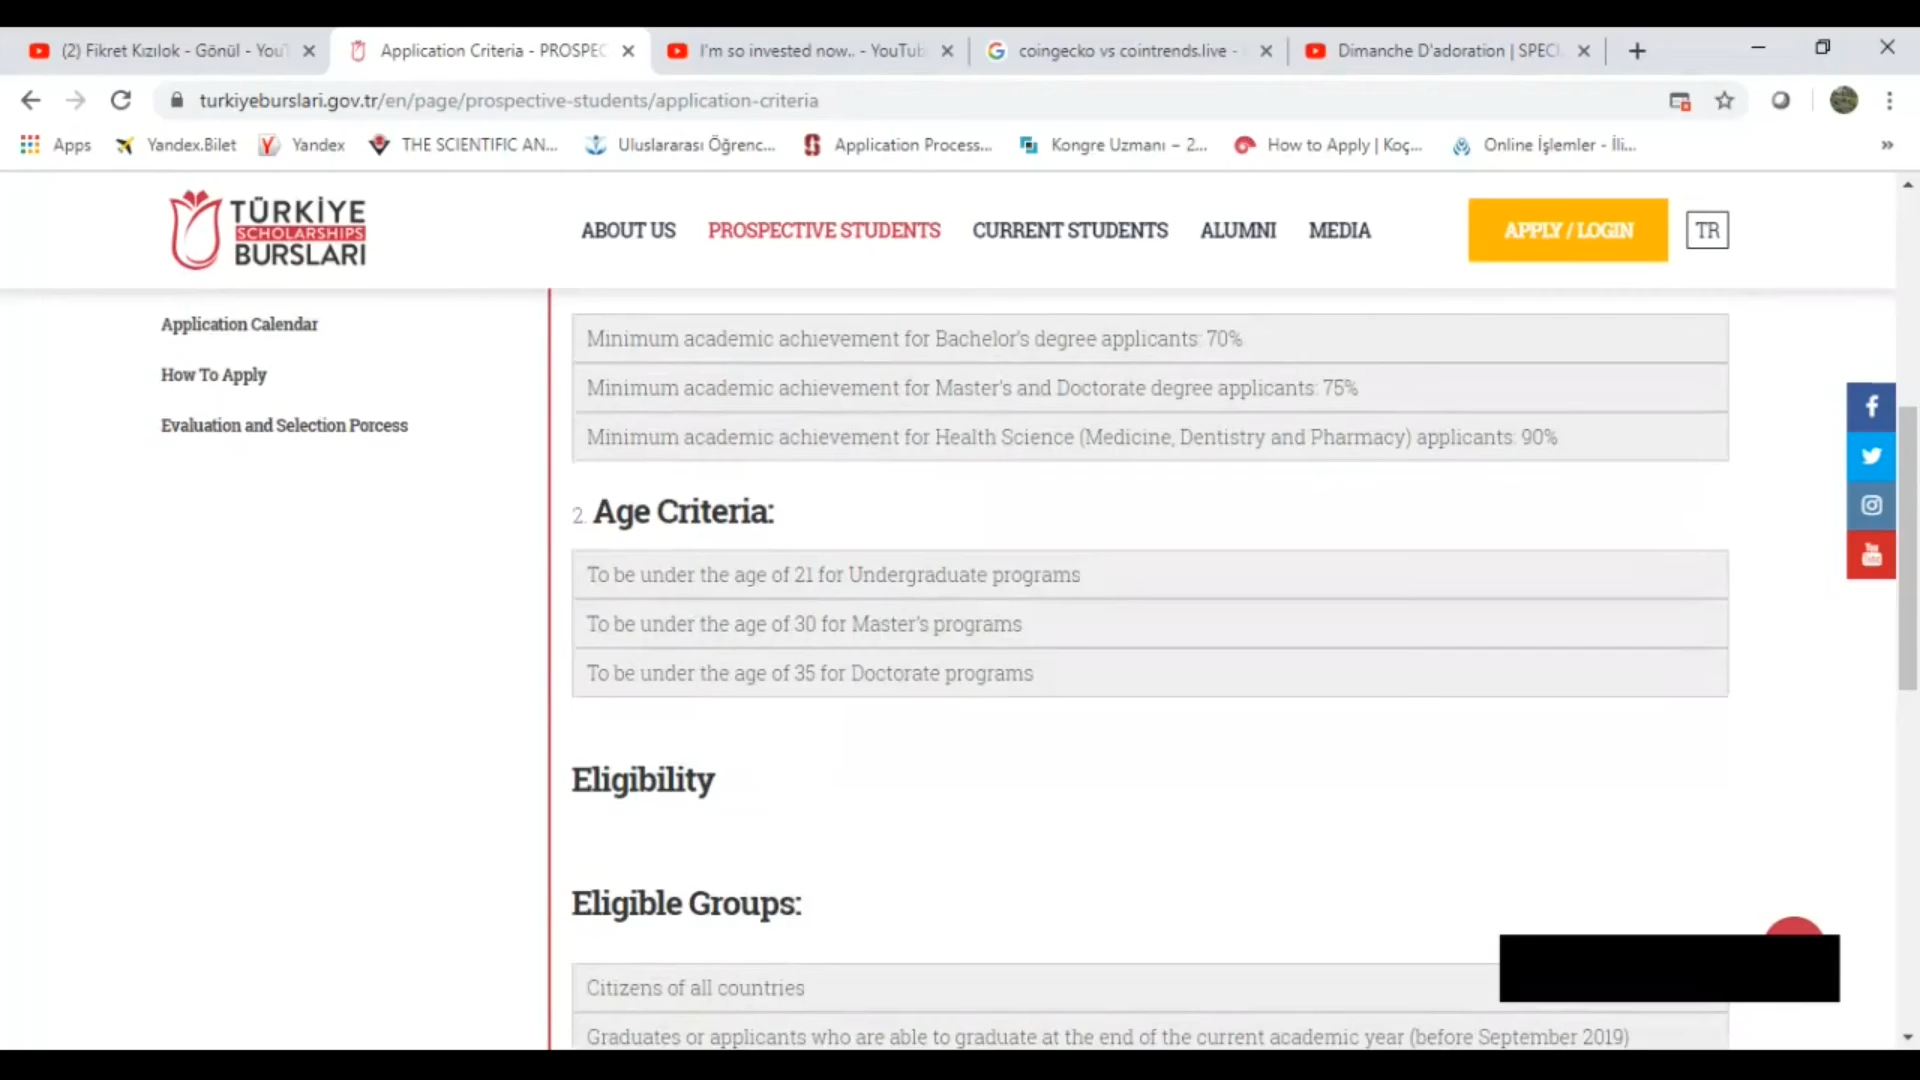 (2) Fikret Kızılok - Gönül - YouT
Application Criteria - PROSPEC
I'm so invested now.. - YouTub
coingecko vs cointrends.live -
Dimanche D'adoration | SPECI
turkiyeburslari.gov.tr/en/page/prospective-students/application-criteria
Apps
Yandex.Bilet
Yandex
THE SCIENTIFIC AN...
Uluslararası Öğrenc...
Application Process...
Kongre Uzmanı – 2...
How to Apply | Koç...
Online İşlemler - İli...
TÜRKİYE
SCHOLARSHIPS
BURSLARI
ABOUT US
PROSPECTIVE STUDENTS
CURRENT STUDENTS
ALUMNI
MEDIA
APPLY / LOGIN
TR
Application Calendar
How To Apply
Evaluation and Selection Porcess
Minimum academic achievement for Bachelor's degree applicants: 70%
Minimum academic achievement for Master's and Doctorate degree applicants: 75%
Minimum academic achievement for Health Science (Medicine, Dentistry and Pharmacy) applicants: 90%
2. Age Criteria:
To be under the age of 21 for Undergraduate programs
To be under the age of 30 for Master's programs
To be under the age of 35 for Doctorate programs
Eligibility
Eligible Groups:
Citizens of all countries
Graduates or applicants who are able to graduate at the end of the current academic year (before September 2019)